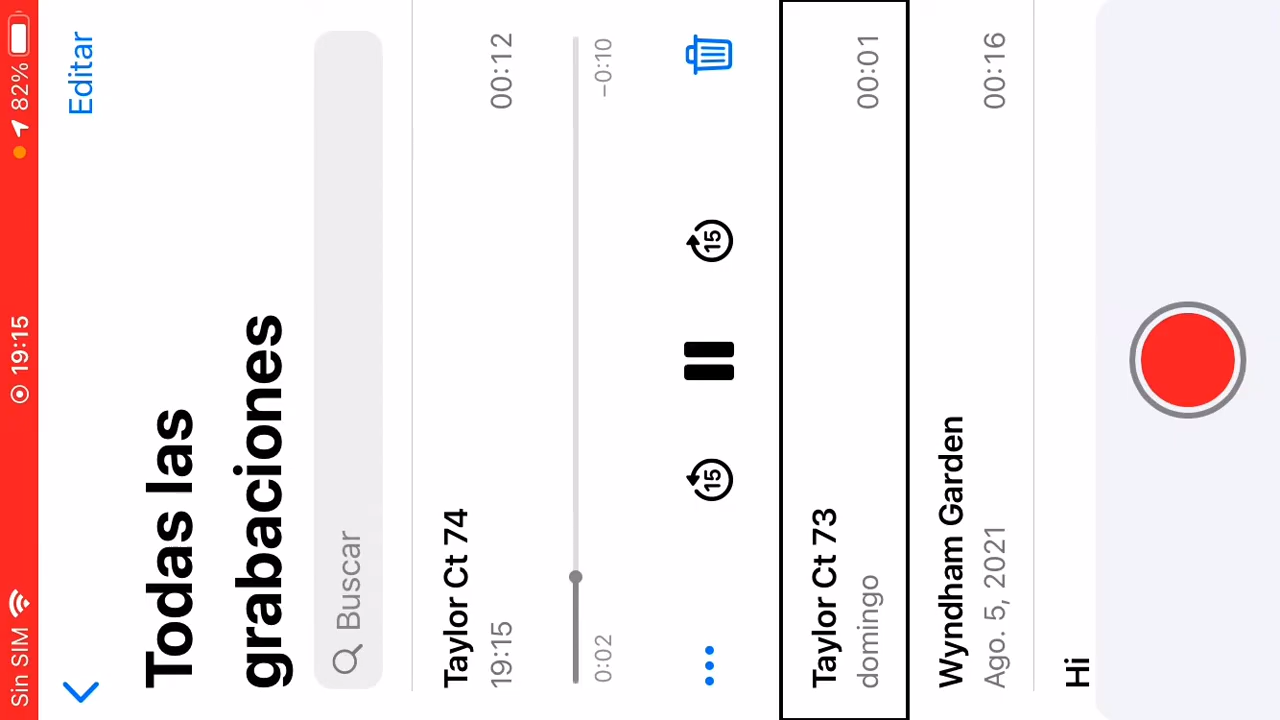 Sin SIM 19:15 82%
Editar
Todas las
grabaciones
Buscar
Taylor Ct 74
19:15 00:12
0:02 −0:10
15 15
Taylor Ct 73
domingo 00:01
Wyndham Garden
Ago. 5, 2021 00:16
Hi